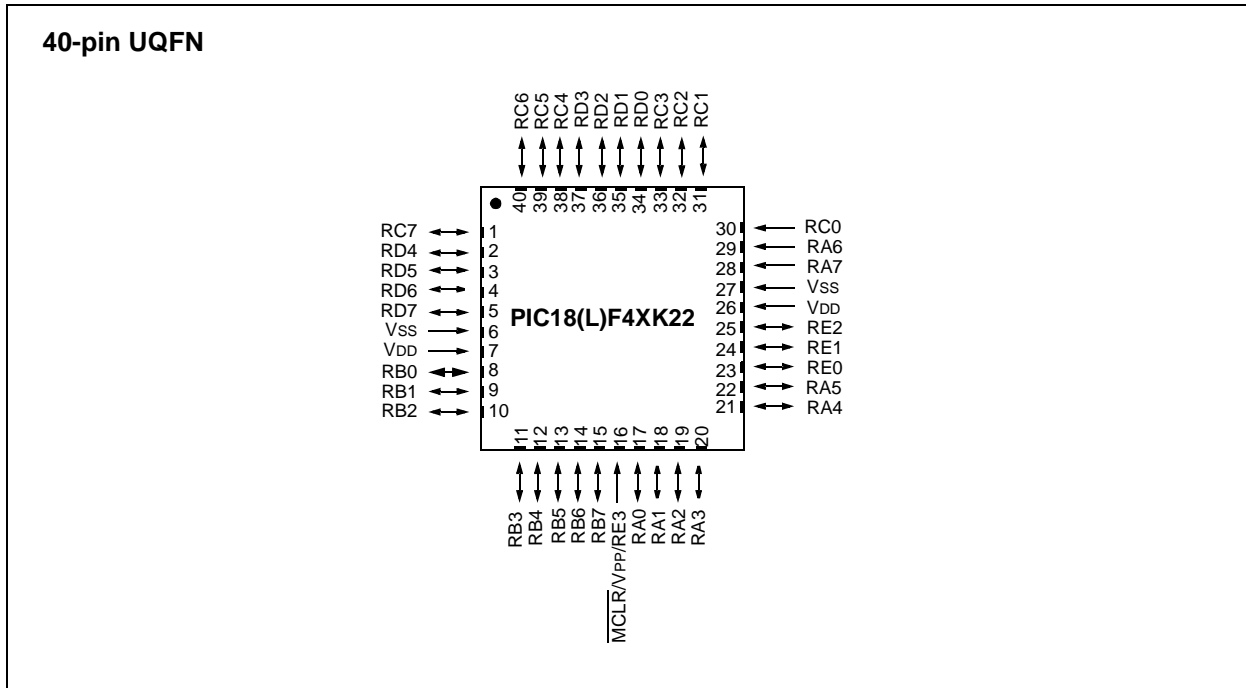 40-pin UQFN
RC6
RC5
RC4
RD3
RD2
RD1
RD0
RC3
RC2
RC1
40
39
38
37
36
35
34
33
32
31
RC7 1
RD4 2
RD5 3
RD6 4
RD7 5
VSS 6
VDD 7
RB0 8
RB1 9
RB2 10
PIC18(L)F4XK22
30 RC0
29 RA6
28 RA7
27 VSS
26 VDD
25 RE2
24 RE1
23 RE0
22 RA5
21 RA4
11
12
13
14
15
16
17
18
19
20
RB3
RB4
RB5
RB6
RB7
MCLR/VPP/RE3
RA0
RA1
RA2
RA3